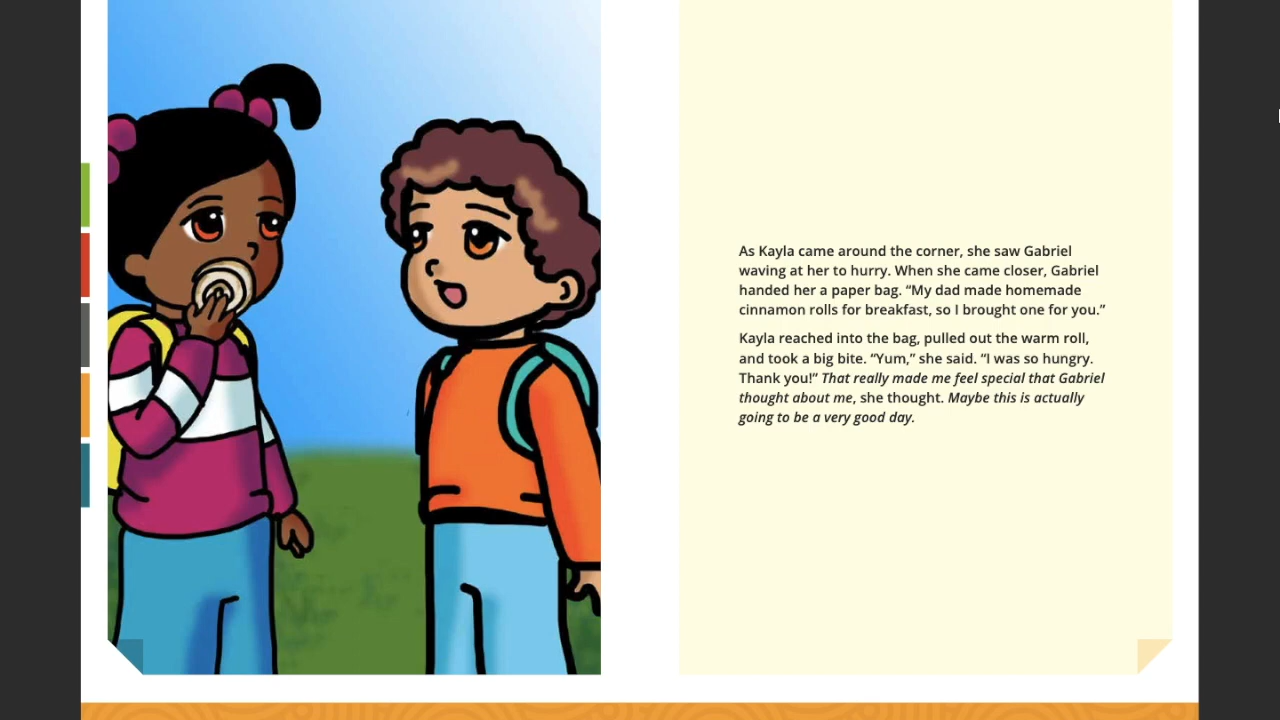 As Kayla came around the corner, she saw Gabriel
waving at her to hurry. When she came closer, Gabriel
handed her a paper bag. “My dad made homemade
cinnamon rolls for breakfast, so I brought one for you.”
Kayla reached into the bag, pulled out the warm roll,
and took a big bite. “Yum,” she said. “I was so hungry.
Thank you!” That really made me feel special that Gabriel
thought about me, she thought. Maybe this is actually
going to be a very good day.